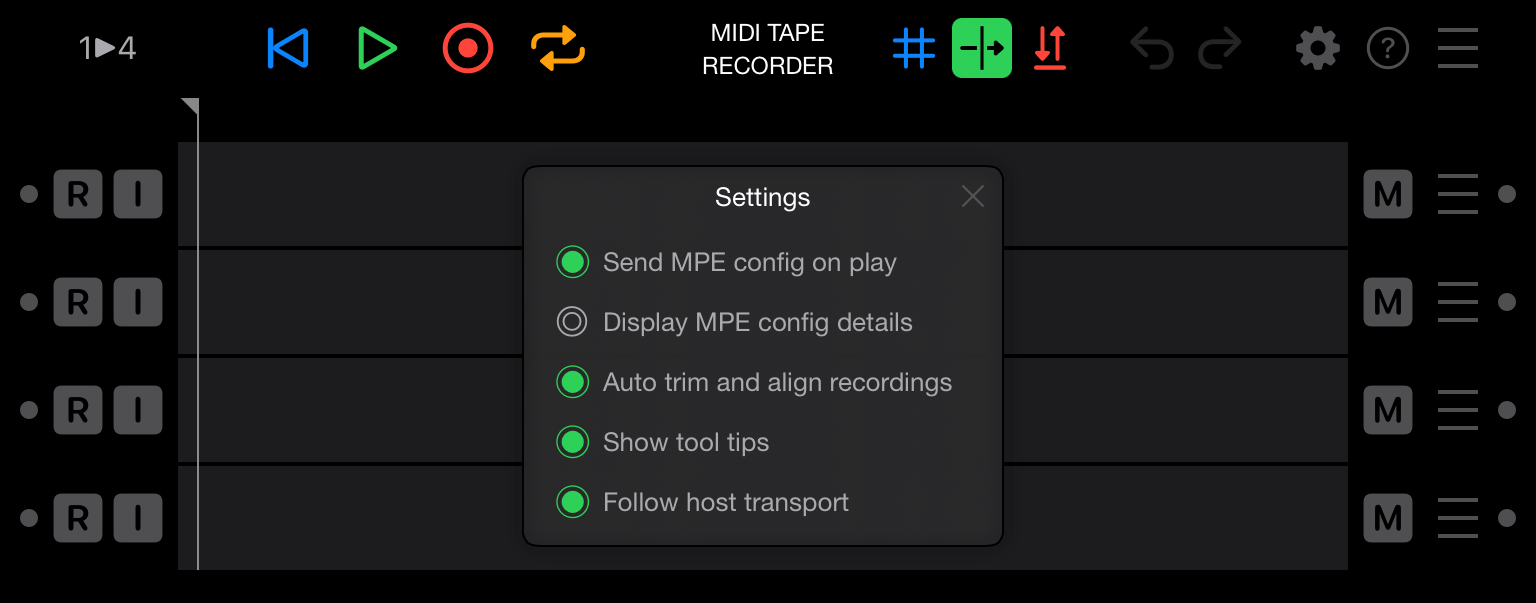 1▶4
MIDI TAPE
RECORDER
?
R I M
Settings
Send MPE config on play
R I M
Display MPE config details
Auto trim and align recordings
R I M
Show tool tips
Follow host transport
R I M